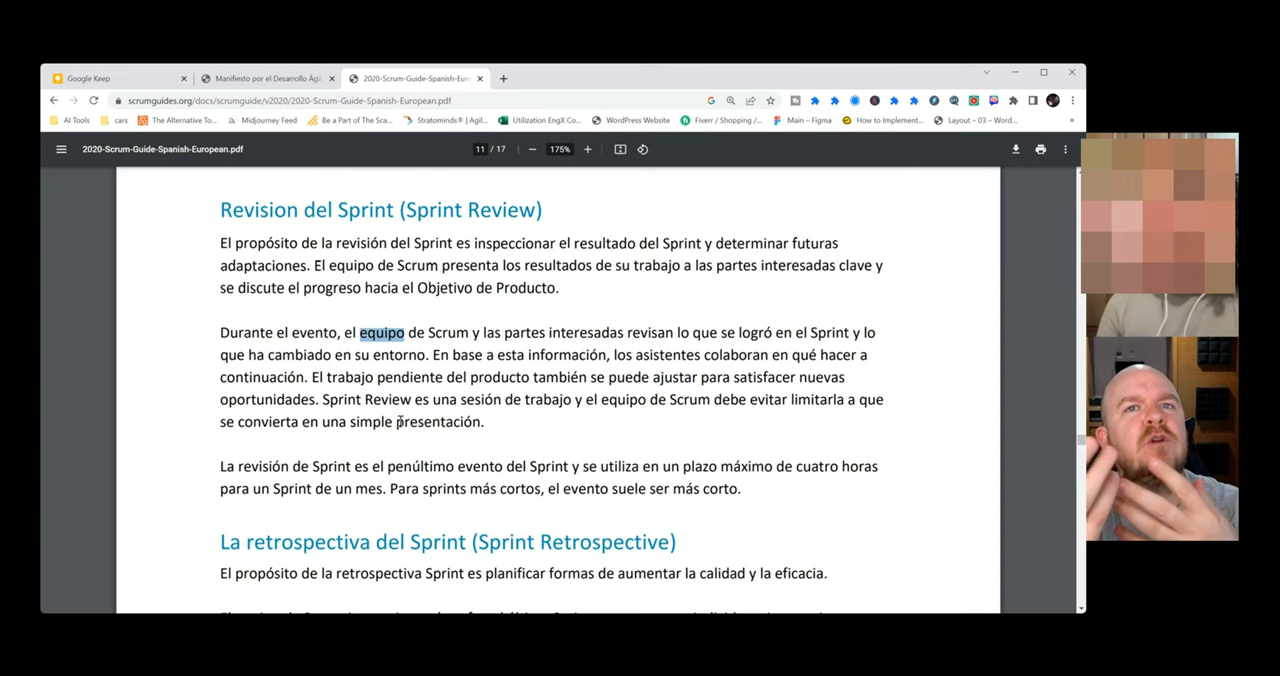 Google Keep
Manifiesto por el Desarrollo Ágil
2020-Scrum-Guide-Spanish-Euro
scrumguides.org/docs/scrumguide/v2020/2020-Scrum-Guide-Spanish-European.pdf
AI Tools
cars
The Alternative To...
Midjourney Feed
Be a Part of The Sca...
Stratominds® | Agil...
Utilization EngX Co...
WordPress Website
Fiverr / Shopping /...
Main – Figma
How to Implement...
Layout – 03 – Word...
2020-Scrum-Guide-Spanish-European.pdf
11 / 17
175%
Revision del Sprint (Sprint Review)
El propósito de la revisión del Sprint es inspeccionar el resultado del Sprint y determinar futuras
adaptaciones. El equipo de Scrum presenta los resultados de su trabajo a las partes interesadas clave y
se discute el progreso hacia el Objetivo de Producto.
Durante el evento, el equipo de Scrum y las partes interesadas revisan lo que se logró en el Sprint y lo
que ha cambiado en su entorno. En base a esta información, los asistentes colaboran en qué hacer a
continuación. El trabajo pendiente del producto también se puede ajustar para satisfacer nuevas
oportunidades. Sprint Review es una sesión de trabajo y el equipo de Scrum debe evitar limitarla a que
se convierta en una simple presentación.
La revisión de Sprint es el penúltimo evento del Sprint y se utiliza en un plazo máximo de cuatro horas
para un Sprint de un mes. Para sprints más cortos, el evento suele ser más corto.
La retrospectiva del Sprint (Sprint Retrospective)
El propósito de la retrospectiva Sprint es planificar formas de aumentar la calidad y la eficacia.